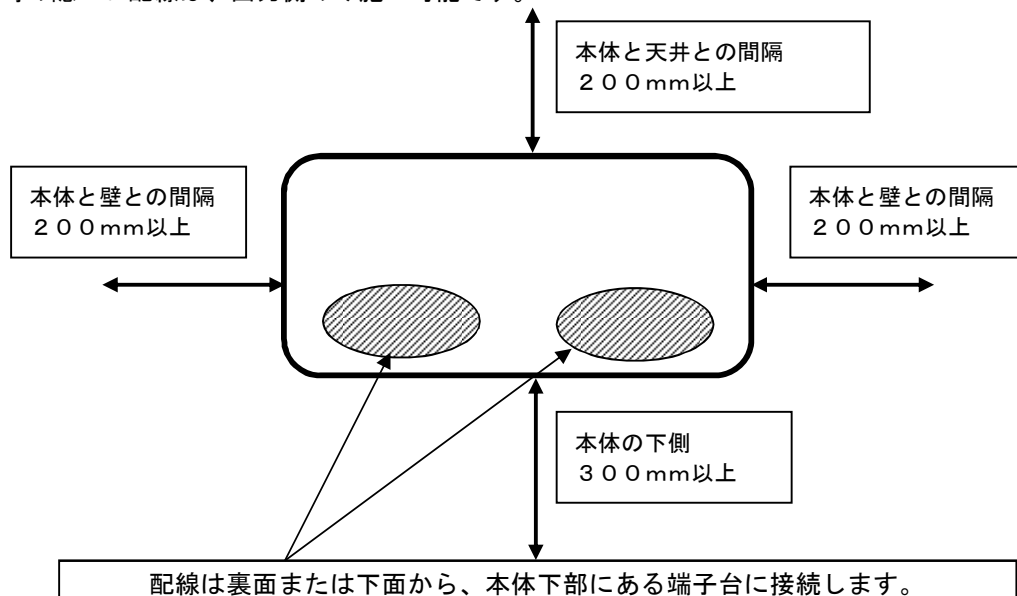 本体と天井との間隔
２００ｍｍ以上
本体と壁との間隔
２００ｍｍ以上
本体と壁との間隔
２００ｍｍ以上
本体の下側
３００ｍｍ以上
配線は裏面または下面から、本体下部にある端子台に接続します。